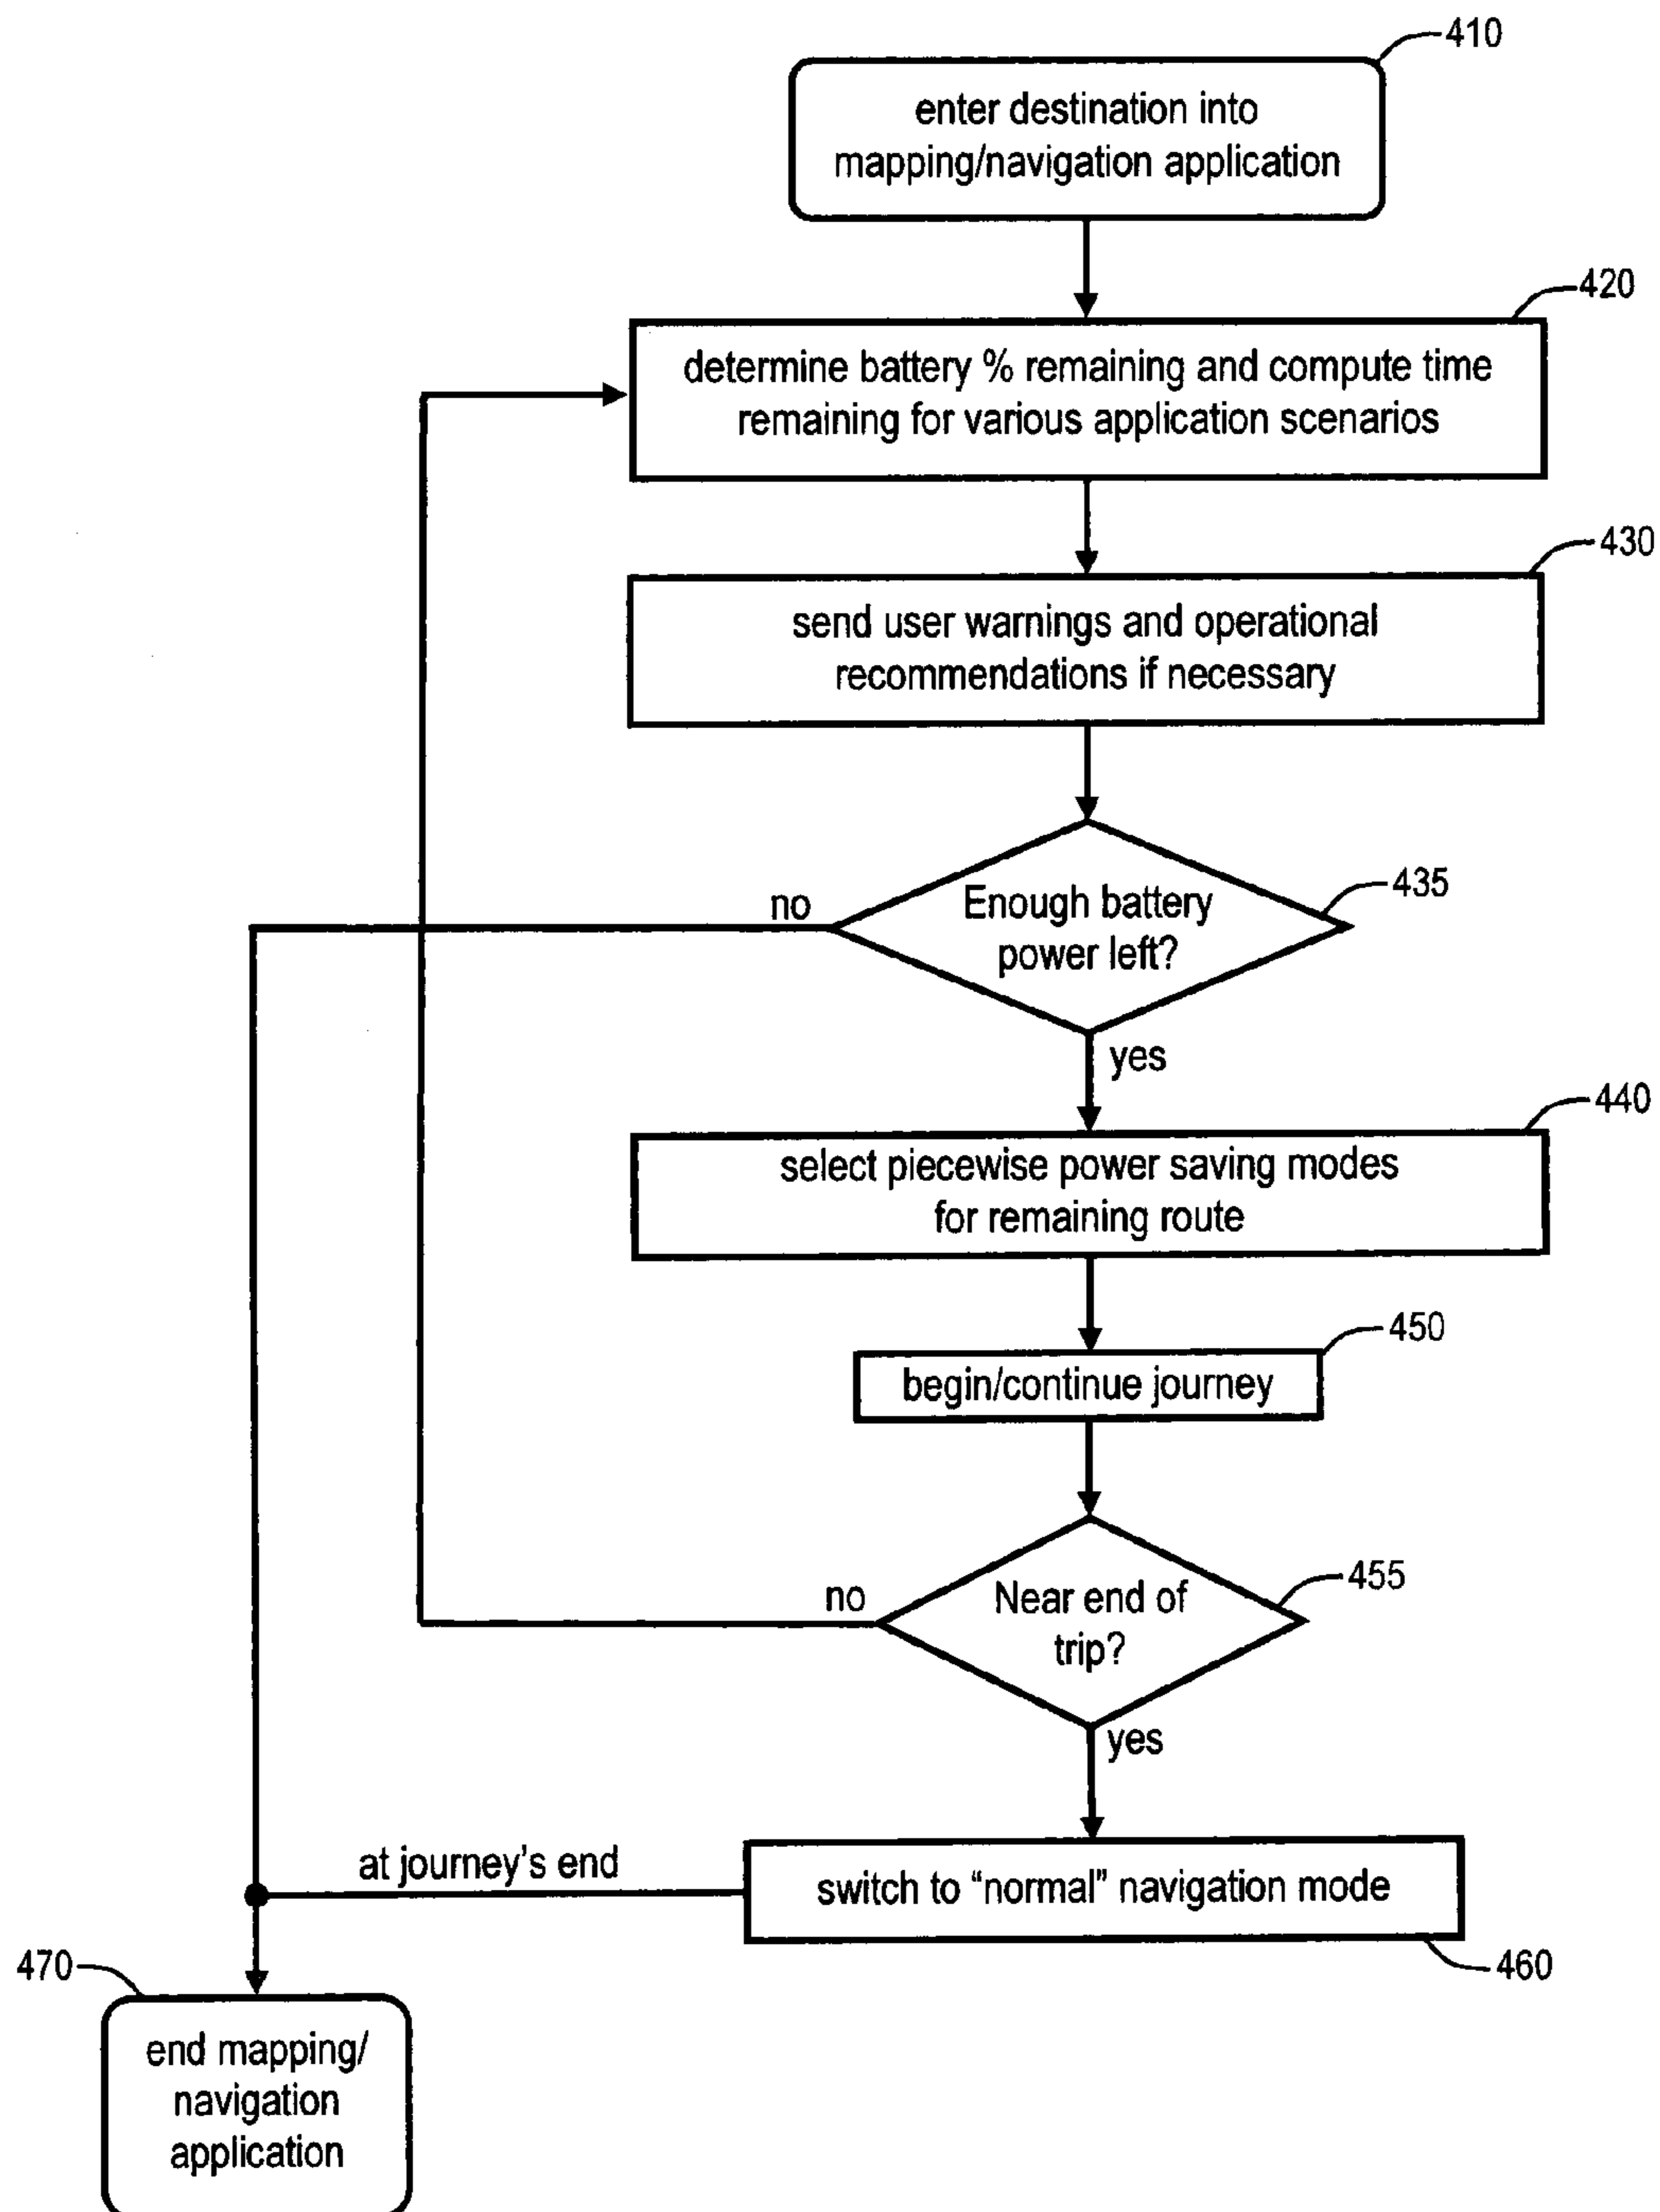 410
enter destination into
mapping/navigation application
420
determine battery % remaining and compute time
remaining for various application scenarios
430
send user warnings and operational
recommendations if necessary
435
no
Enough battery
power left?
yes
440
select piecewise power saving modes
for remaining route
450
begin/continue journey
455
no
Near end of
trip?
yes
at journey's end
switch to “normal” navigation mode
460
470
end mapping/
navigation
application